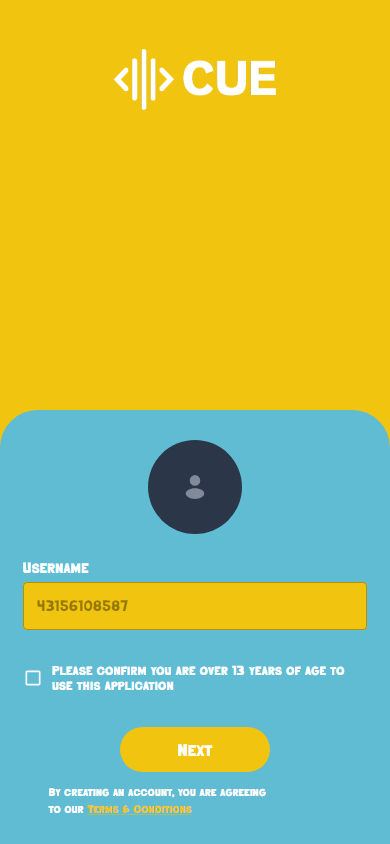 CUE
Username
43156108587
Please confirm you are over 13 years of age to
use this application
Next
By creating an account, you are agreeing
to our Terms & Conditions